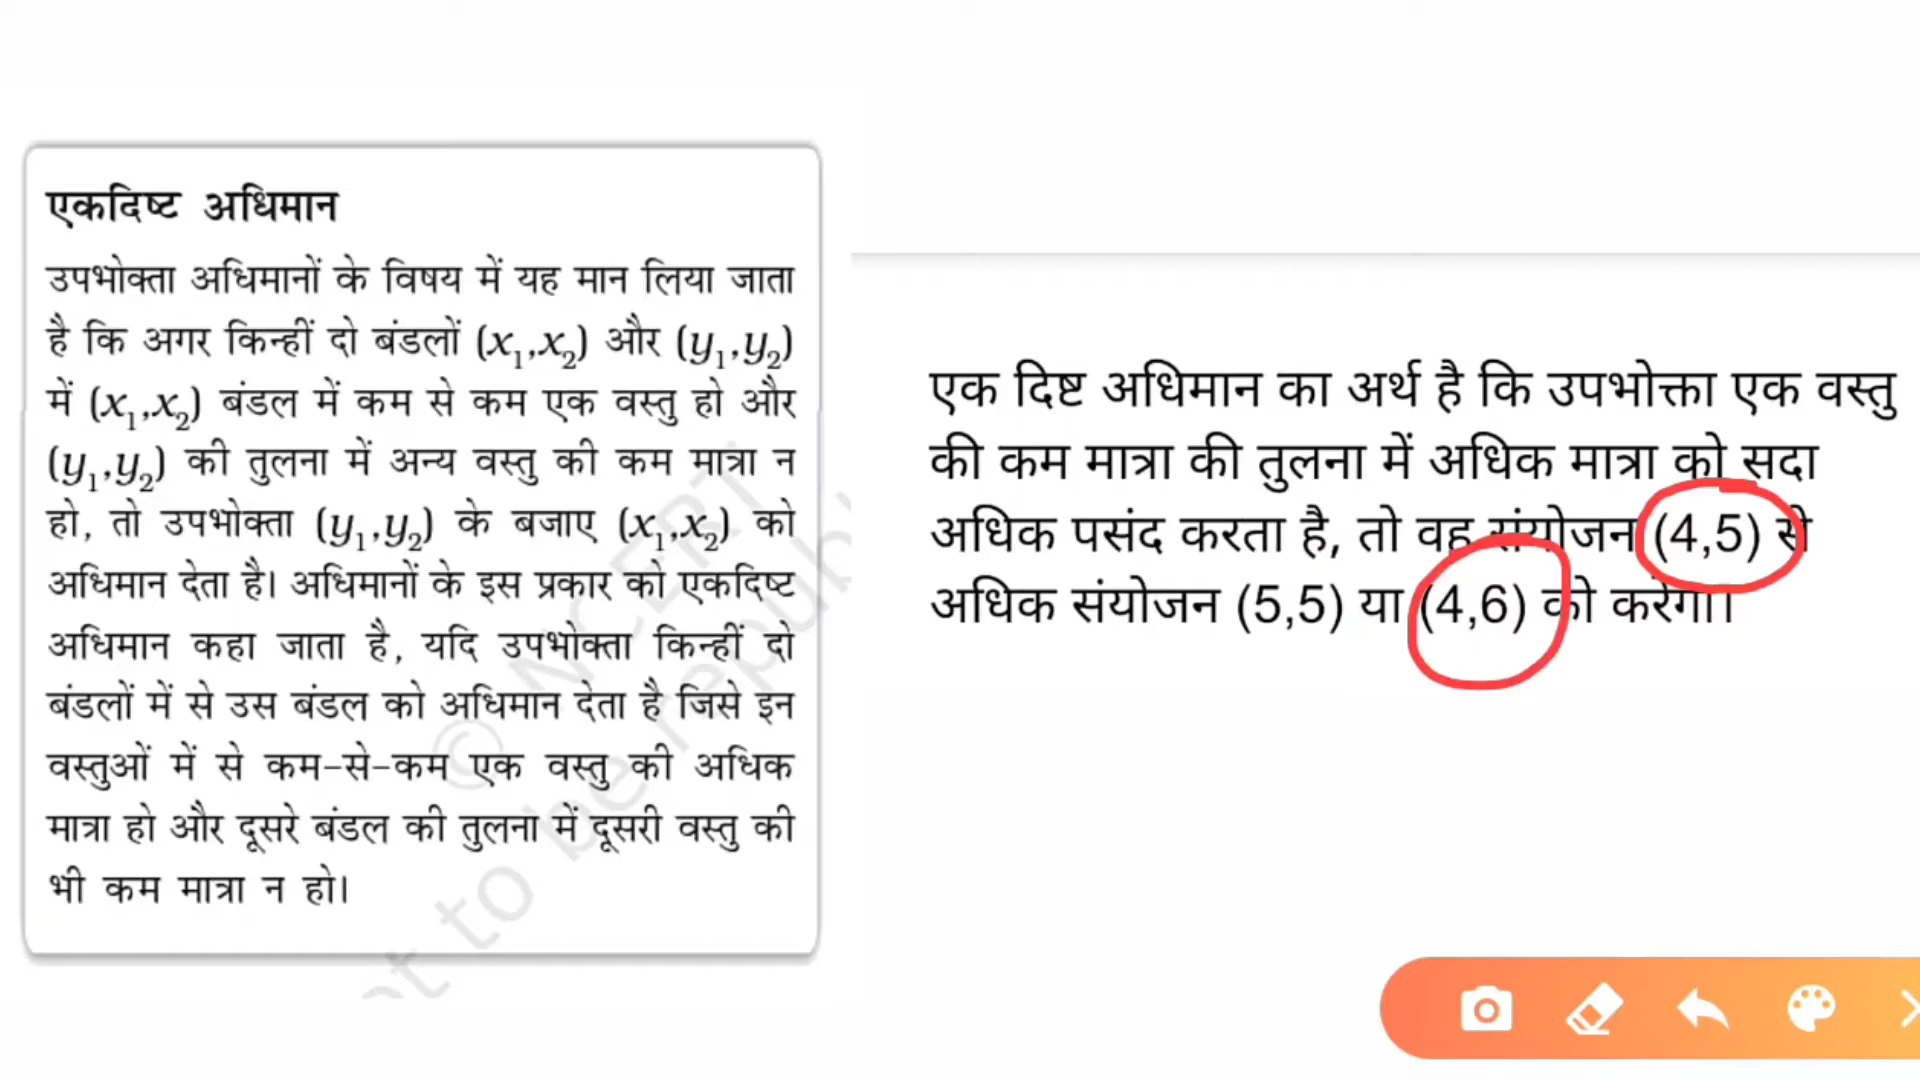 एकदिष्ट अधिमान
उपभोक्ता अधिमानों के विषय में यह मान लिया जाता
है कि अगर किन्हीं दो बंडलों (x₁,x₂) और (y₁,y₂)
में (x₁,x₂) बंडल में कम से कम एक वस्तु हो और
(y₁,y₂) की तुलना में अन्य वस्तु की कम मात्रा न
हो, तो उपभोक्ता (y₁,y₂) के बजाए (x₁,x₂) को
अधिमान देता है। अधिमानों के इस प्रकार को एकदिष्ट
अधिमान कहा जाता है, यदि उपभोक्ता किन्हीं दो
बंडलों में से उस बंडल को अधिमान देता है जिसे इन
वस्तुओं में से कम-से-कम एक वस्तु की अधिक
मात्रा हो और दूसरे बंडल की तुलना में दूसरी वस्तु की
भी कम मात्रा न हो।
© NCERT
to be repub
एक दिष्ट अधिमान का अर्थ है कि उपभोक्ता एक वस्तु
की कम मात्रा की तुलना में अधिक मात्रा को सदा
अधिक पसंद करता है, तो वह संयोजन (4,5) से
अधिक संयोजन (5,5) या (4,6) को करेगा।